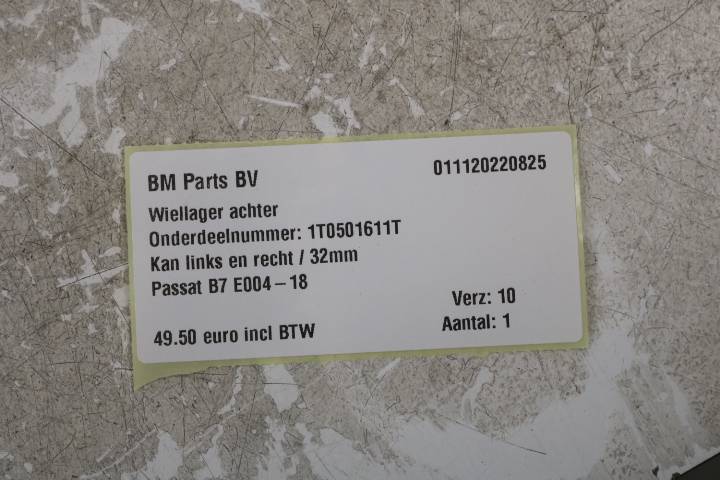 BM Parts BV
011120220825
Wiellager achter
Onderdeelnummer: 1T0501611T
Kan links en recht / 32mm
Passat B7 E004 – 18
Verz: 10
49.50 euro incl BTW
Aantal: 1